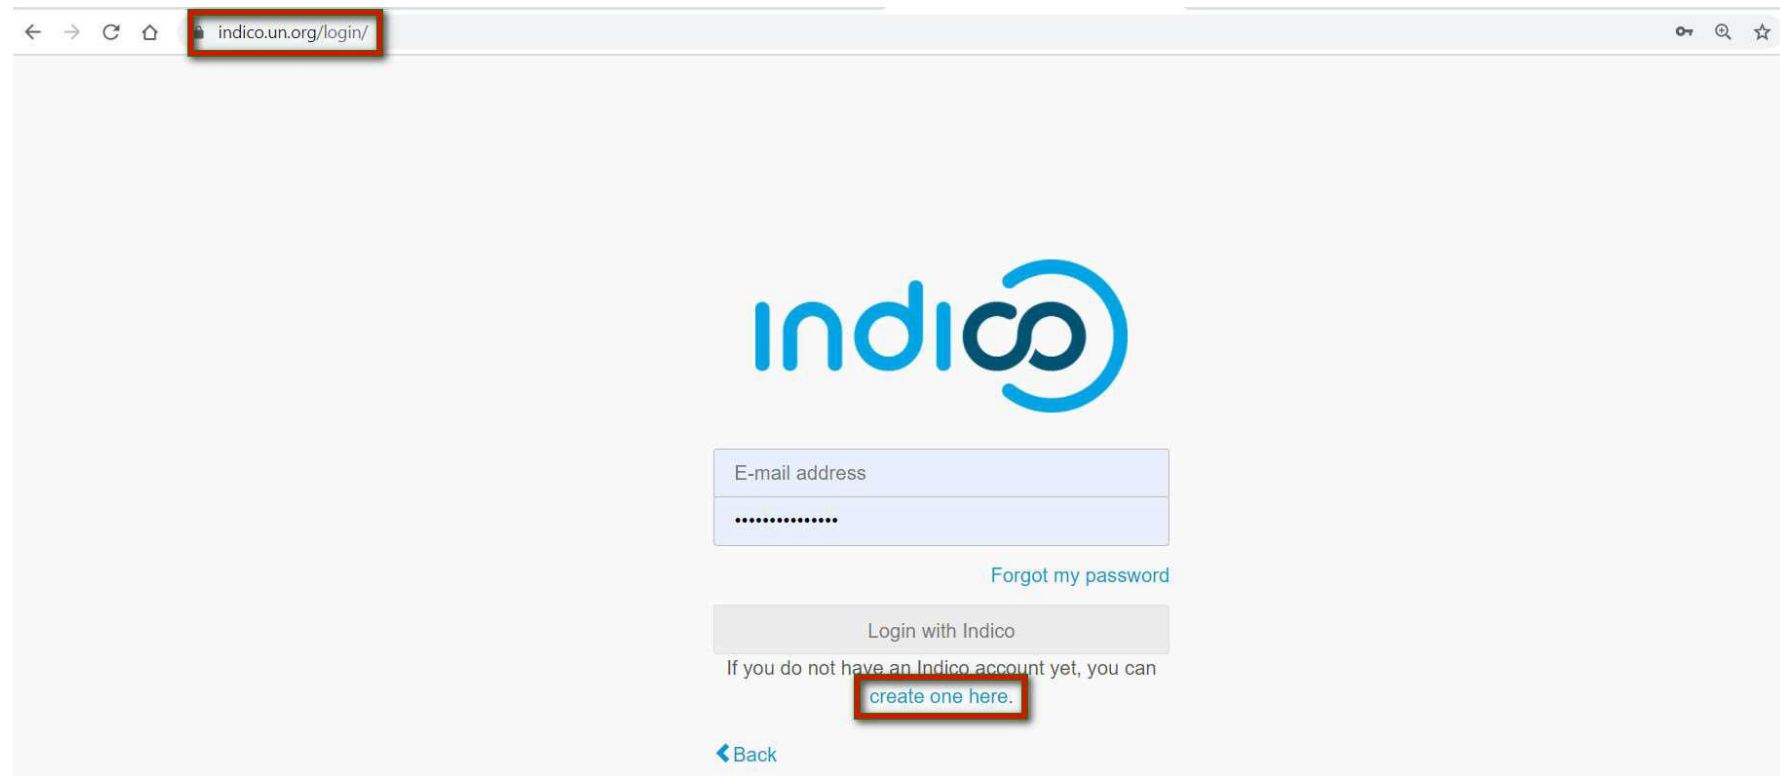 indico.un.org/login/
indico
E-mail address
•••••••••••••••
Forgot my password
Login with Indico
If you do not have an Indico account yet, you can
create one here.
Back